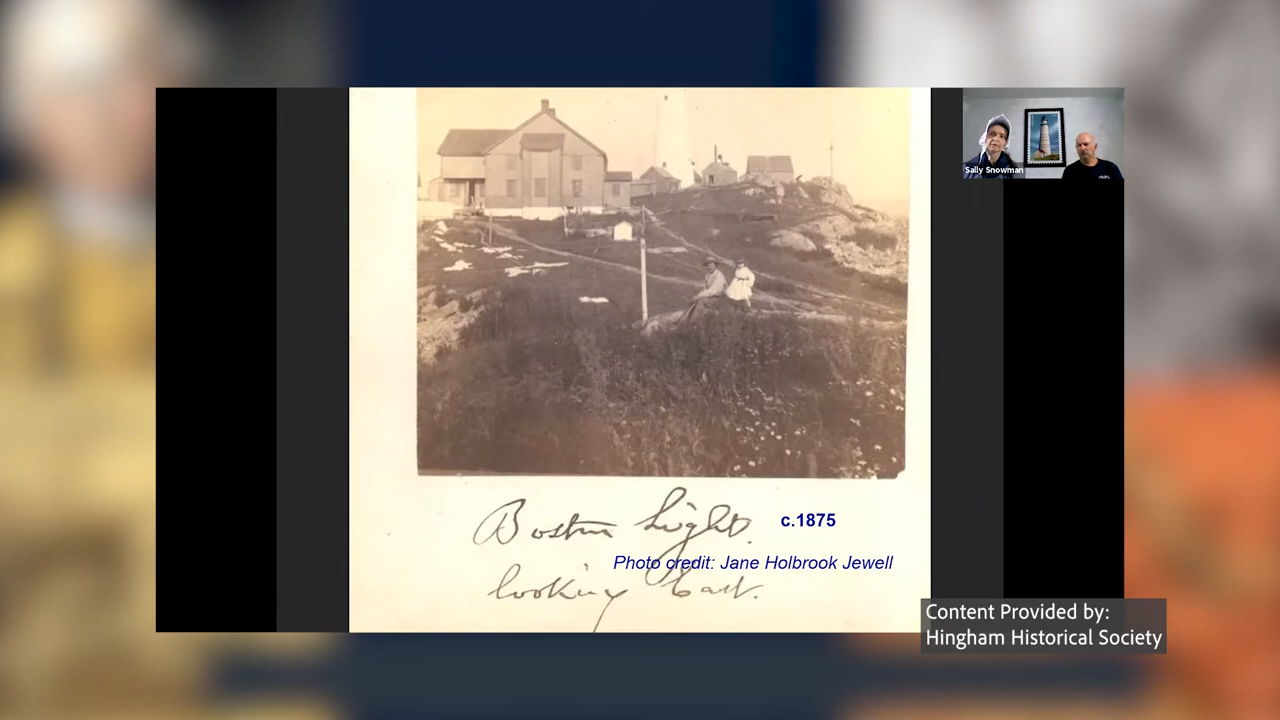 Sally Snowman
Boston Light.
c.1875
Photo credit: Jane Holbrook Jewell
looking East.
Content Provided by:
Hingham Historical Society